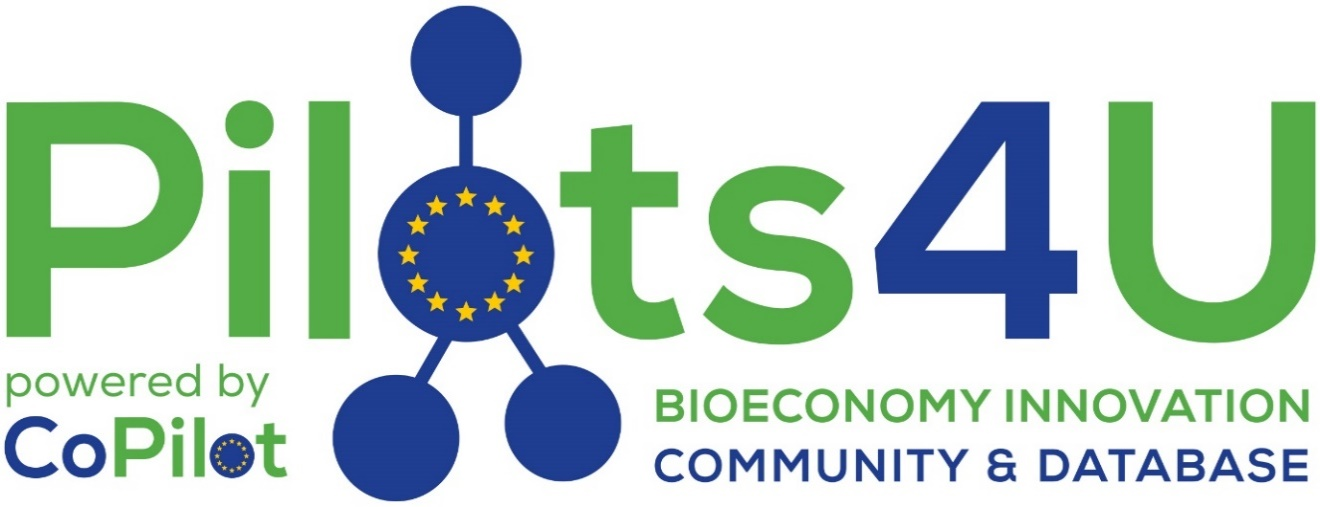 Pilots4U
powered by
CoPilot
BIOECONOMY INNOVATION
COMMUNITY & DATABASE